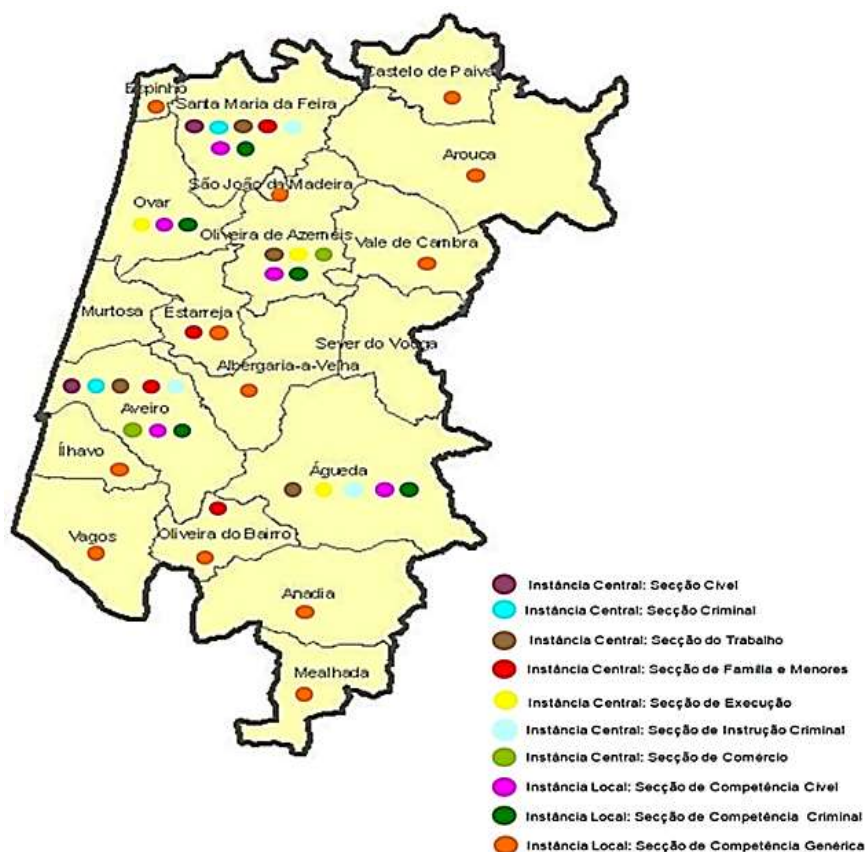 Castelo de Paiva
Espinho
Santa Maria da Feira
Arouca
São João da Madeira
Ovar
Oliveira de Azeméis
Vale de Cambra
Murtosa
Estarreja
Sever do Vouga
Albergaria-a-Velha
Aveiro
Ílhavo
Águeda
Vagos
Oliveira do Bairro
Anadia
Mealhada
Instância Central: Secção Cível
Instância Central: Secção Criminal
Instância Central: Secção do Trabalho
Instância Central: Secção de Família e Menores
Instância Central: Secção de Execução
Instância Central: Secção de Instrução Criminal
Instância Central: Secção de Comércio
Instância Local: Secção de Competência Cível
Instância Local: Secção de Competência Criminal
Instância Local: Secção de Competência Genérica